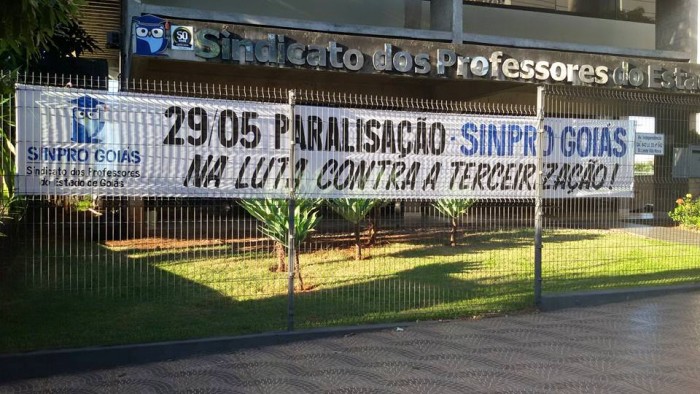 50
Sindicato dos Professores do Esta
29/05 PARALISAÇÃO - SINPRO GOIÁS
NA LUTA CONTRA A TERCEIRIZAÇÃO!
SINPRO GOIÁS
Sindicato dos Professores
do Estado de Goiás